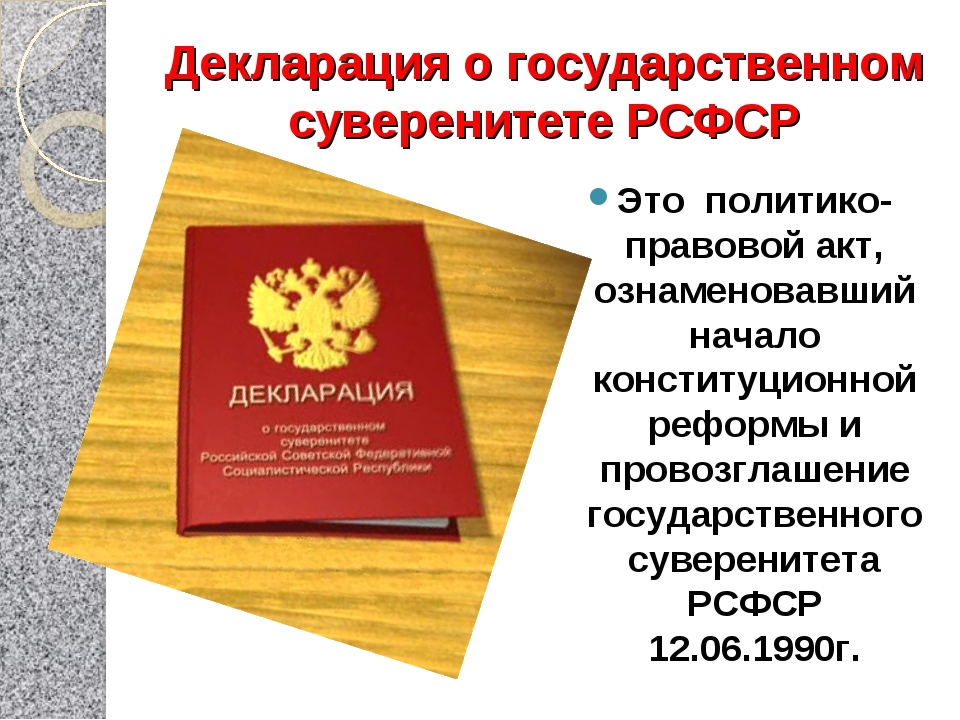 Декларация о государственном
суверенитете РСФСР
Это политико-
правовой акт,
ознаменовавший
начало
конституционной
реформы и
провозглашение
государственного
суверенитета
РСФСР
12.06.1990г.
ДЕКЛАРАЦИЯ
о государственном
суверенитете
Российской Советской Федеративной
Социалистической Республики